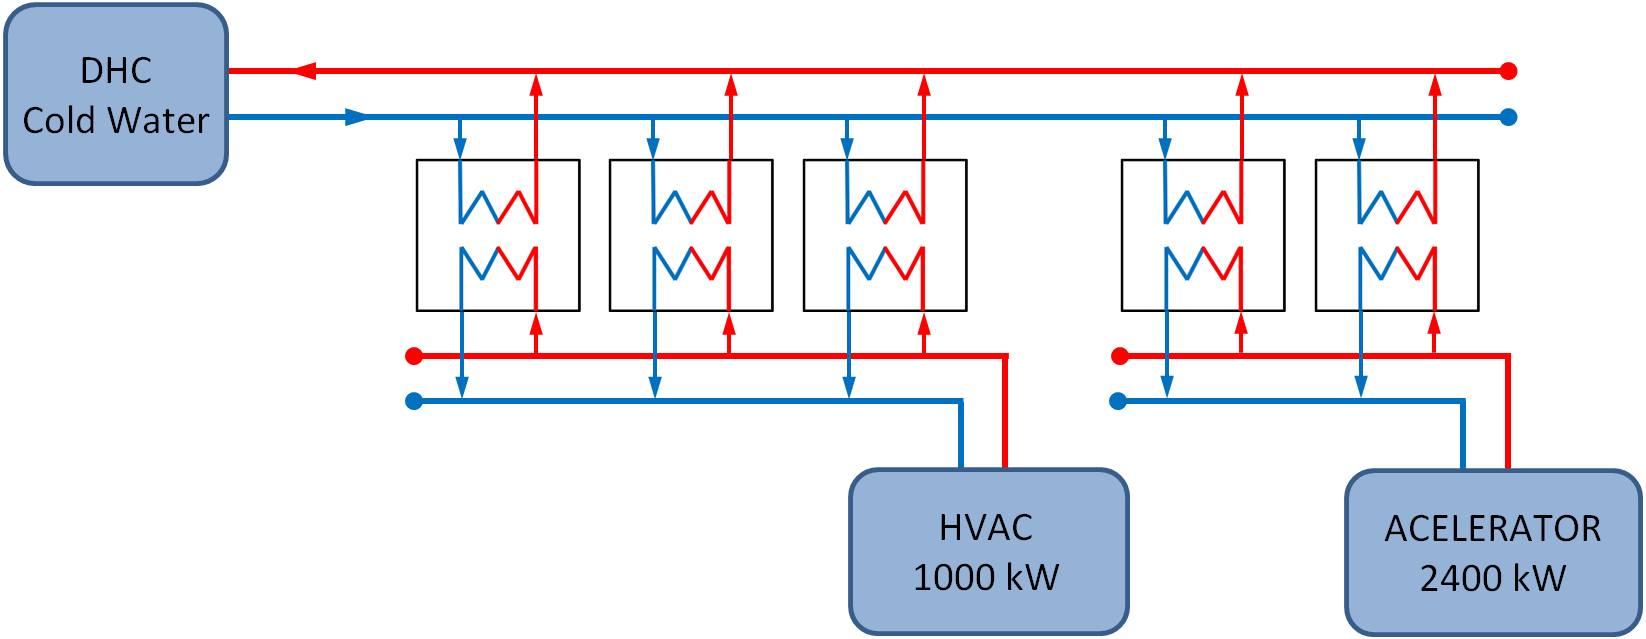 DHC
Cold Water
HVAC
1000 kW
ACELERATOR
2400 kW